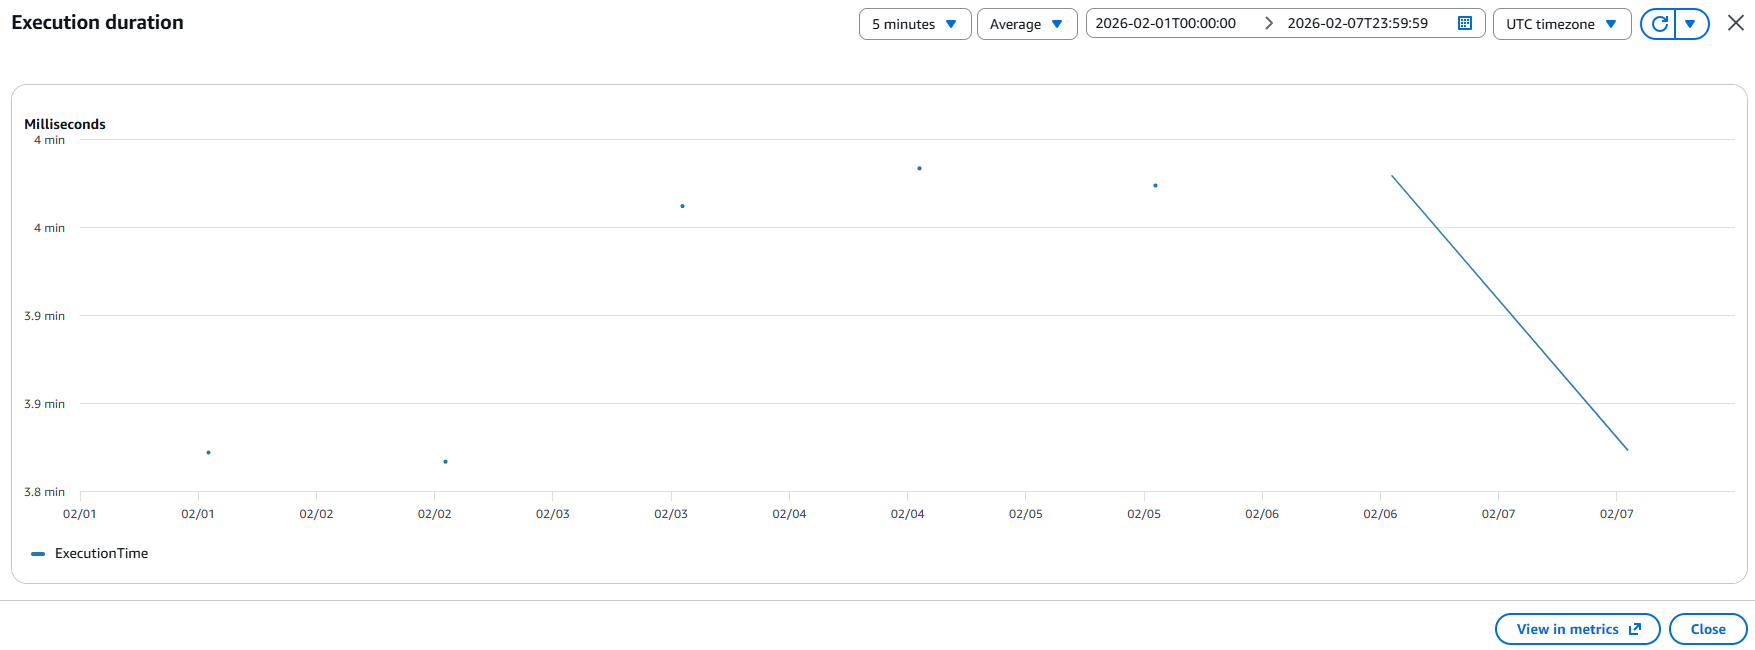 Execution duration
5 minutes
Average
2026-02-01T00:00:00
2026-02-07T23:59:59
UTC timezone
Milliseconds
4 min
4 min
3.9 min
3.9 min
3.8 min
02/01 02/01 02/02 02/02 02/03 02/03 02/04 02/04 02/05 02/05 02/06 02/06 02/07 02/07
ExecutionTime
View in metrics
Close